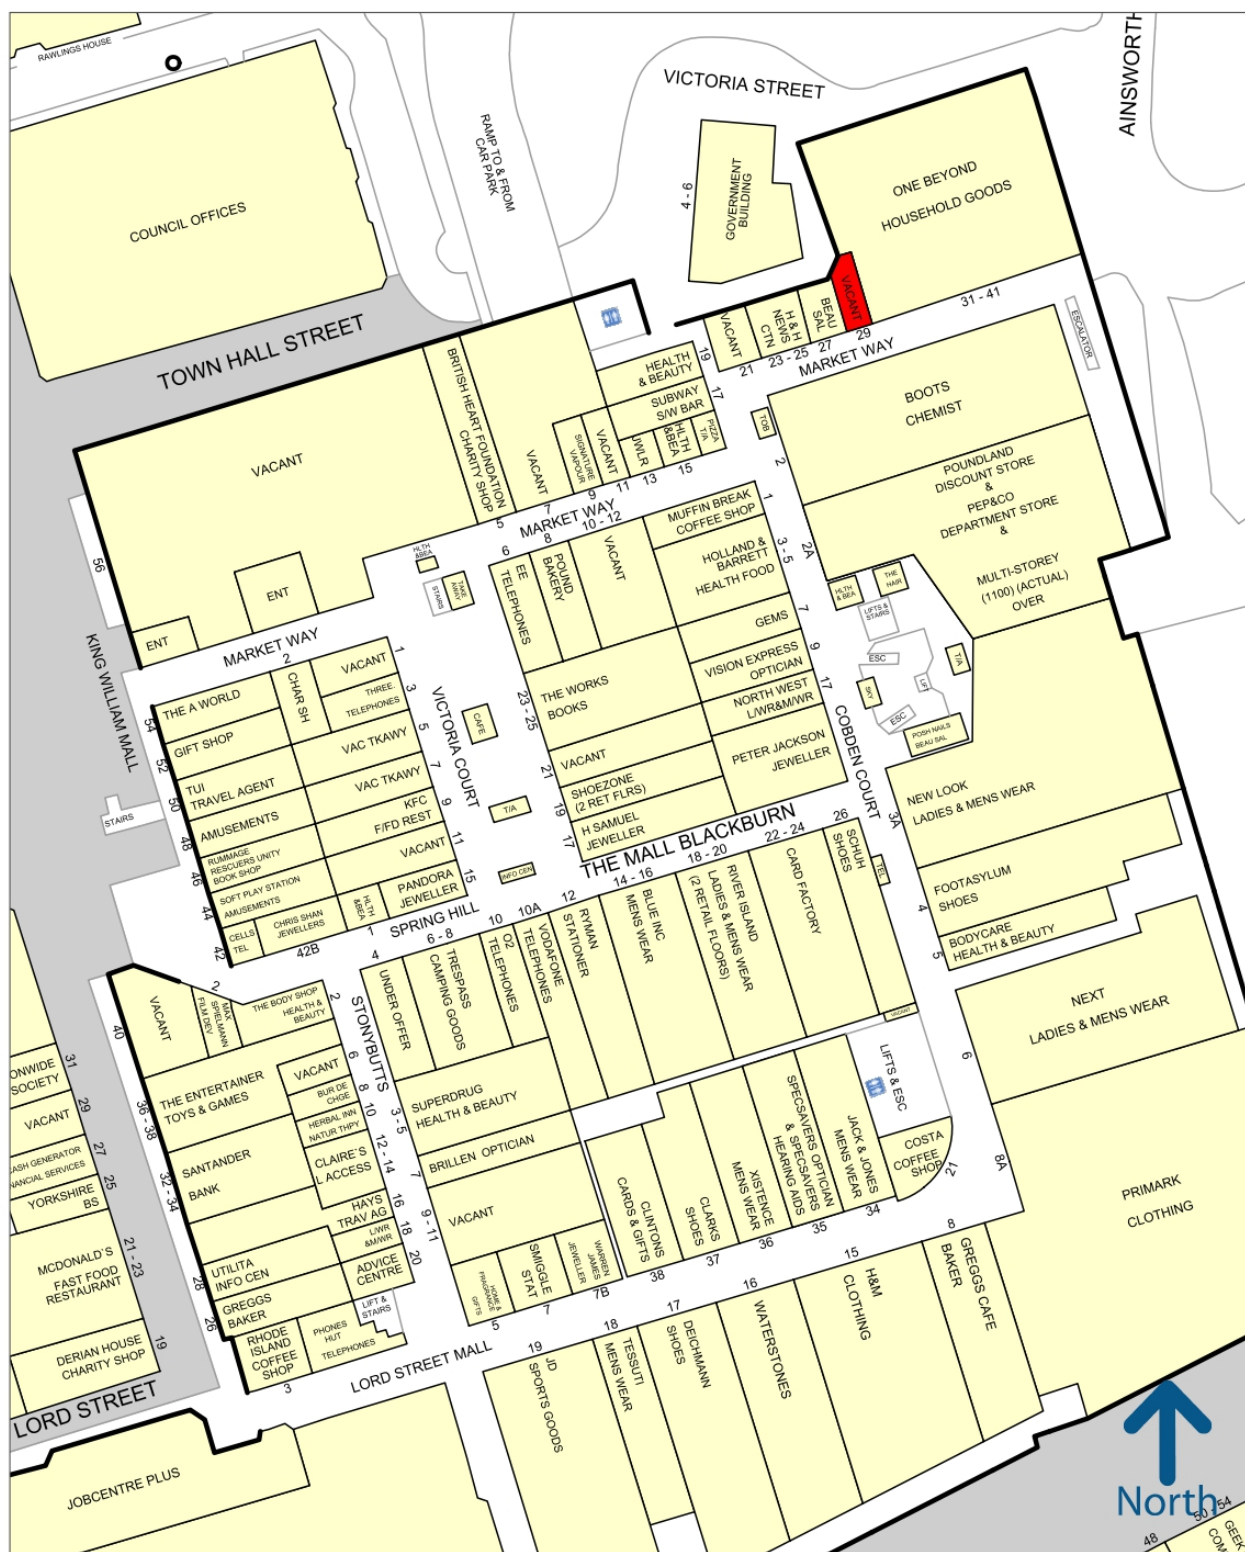 RAWLINGS HOUSE
COUNCIL OFFICES
RAMP TO & FROM
CAR PARK
VICTORIA STREET
AINSWORTH
4 - 6
GOVERNMENT
BUILDING
ONE BEYOND
HOUSEHOLD GOODS
31 - 41
ESCALATOR
VACANT
29
BEAU
SAL
27
H & H
NEWS
CTN
23 - 25
VACANT
21
MARKET WAY
TOWN HALL STREET
VACANT
BRITISH HEART FOUNDATION
CHARITY SHOP
5
VACANT
7
SIGNATURE
VAPOUR
9
VACANT
11
JWLR
13
HLTH
&BEA
15
PIZZA
T/A
HEALTH
& BEAUTY
19
SUBWAY
S/W BAR
17
TOB
BOOTS
CHEMIST
2
POUNDLAND
DISCOUNT STORE
&
PEP&CO
DEPARTMENT STORE
&
MULTI-STOREY
(1100) (ACTUAL)
OVER
2A
MARKET WAY
56
ENT
ENT
HLTH
&BEA
STAIRS
TAKE
AWAY
6
EE
TELEPHONES
8
POUND
BAKERY
10 - 12
VACANT
MUFFIN BREAK
COFFEE SHOP
1
HOLLAND &
BARRETT
HEALTH FOOD
3 - 5
GEMS
7
VISION EXPRESS
OPTICIAN
9
NORTH WEST
L/WR&M/WR
17
PETER JACKSON
JEWELLER
THE WORKS
BOOKS
23 - 25
VACANT
21
SHOEZONE
(2 RET FLRS)
19
H SAMUEL
JEWELLER
17
HLTH
& BEA
THE
HAIR
LIFTS &
STAIRS
ESC
T/A
SKY
LIFT
ESC
POSH NAILS
BEAU SAL
COBDEN COURT
KING WILLIAM MALL
STAIRS
MARKET WAY
2
THE A WORLD
54
CHAR SH
VACANT
1
THREE
TELEPHONES
3
GIFT SHOP
52
VAC TKAWY
5
TUI
TRAVEL AGENT
50
VAC TKAWY
7
AMUSEMENTS
48
KFC
F/FD REST
9
RUMMAGE
RESCUERS UNITY
BOOK SHOP
46
VACANT
11
SOFT PLAY STATION
AMUSEMENTS
44
PANDORA
JEWELLER
15
CELLS
TEL
42
CHRIS SHAN
JEWELLERS
42B
HLTH
&BEA
1
VICTORIA COURT
CAFE
T/A
INFO CEN
SPRING HILL
THE MALL BLACKBURN
NEW LOOK
LADIES & MENS WEAR
3A
FOOTASYLUM
SHOES
4
BODYCARE
HEALTH & BEAUTY
5
NEXT
LADIES & MENS WEAR
6
PRIMARK
CLOTHING
8A
4
UNDER OFFER
6 - 8
TRESPASS
CAMPING GOODS
10
O2
TELEPHONES
10A
VODAFONE
TELEPHONES
12
RYMAN
STATIONER
14 - 16
BLUE INC
MENS WEAR
18 - 20
RIVER ISLAND
LADIES & MENS WEAR
(2 RETAIL FLOORS)
22 - 24
CARD FACTORY
26
SCHUH
SHOES
TEL
VACANT
LIFTS & ESC
VACANT
40
2
MAX
SPIELMANN
FILM DEV
THE BODY SHOP
HEALTH &
BEAUTY
2
STONYBUTTS
THE ENTERTAINER
TOYS & GAMES
36 - 38
VACANT
6
BUR DE
CHGE
8
HERBAL INN
NATUR THPY
10
CLAIRE`S
L ACCESS
12 - 14
SANTANDER
BANK
32 - 34
HAYS
TRAV AG
16
L/WR
&M/WR
18
UTILITA
INFO CEN
28
ADVICE
CENTRE
20
GREGGS
BAKER
26
LIFT &
STAIRS
RHODE
ISLAND
COFFEE
SHOP
PHONES
HUT
TELEPHONES
3
SUPERDRUG
HEALTH & BEAUTY
3 - 5
BRILLEN OPTICIAN
7
VACANT
9 - 11
HOME &
FRAGRANCE
GIFTS
5
SMIGGLE
STAT
7
WARREN
JAMES
JEWELLER
7B
CLINTONS
CARDS & GIFTS
38
CLARKS
SHOES
37
XISTENCE
MENS WEAR
36
SPECSAVERS OPTICIAN
& SPECSAVERS
HEARING AIDS
35
JACK & JONES
MENS WEAR
34
COSTA
COFFEE
SHOP
21
LORD STREET MALL
19
JD
SPORTS GOODS
18
TESSUTI
MENS WEAR
17
DEICHMANN
SHOES
16
WATERSTONES
15
H&M
CLOTHING
8
GREGGS CAFE
BAKER
ONWIDE
SOCIETY
31
VACANT
29
CASH GENERATOR
NANCIAL SERVICES
27
YORKSHIRE
BS
25
MCDONALD`S
FAST FOOD
RESTAURANT
21 - 23
DERIAN HOUSE
CHARITY SHOP
19
LORD STREET
JOBCENTRE PLUS
North
48
50 - 54
GEEK
COM